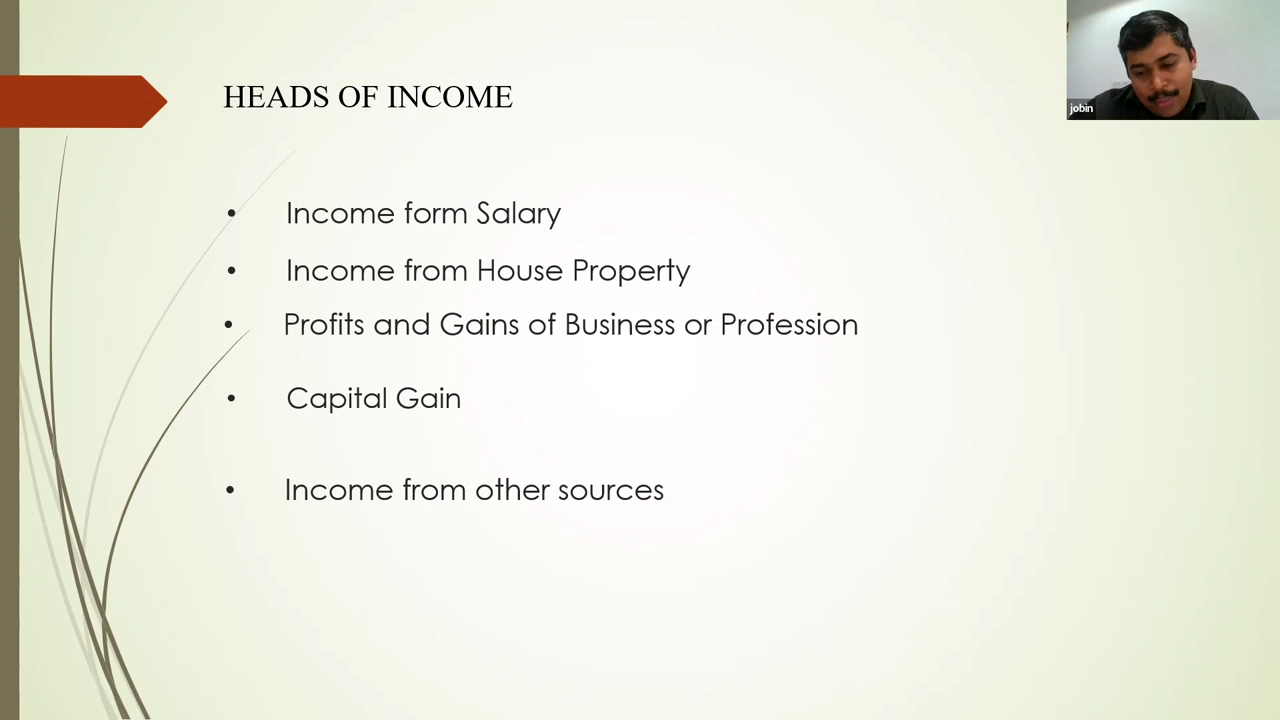 HEADS OF INCOME
jobin
• Income form Salary
• Income from House Property
• Profits and Gains of Business or Profession
• Capital Gain
• Income from other sources